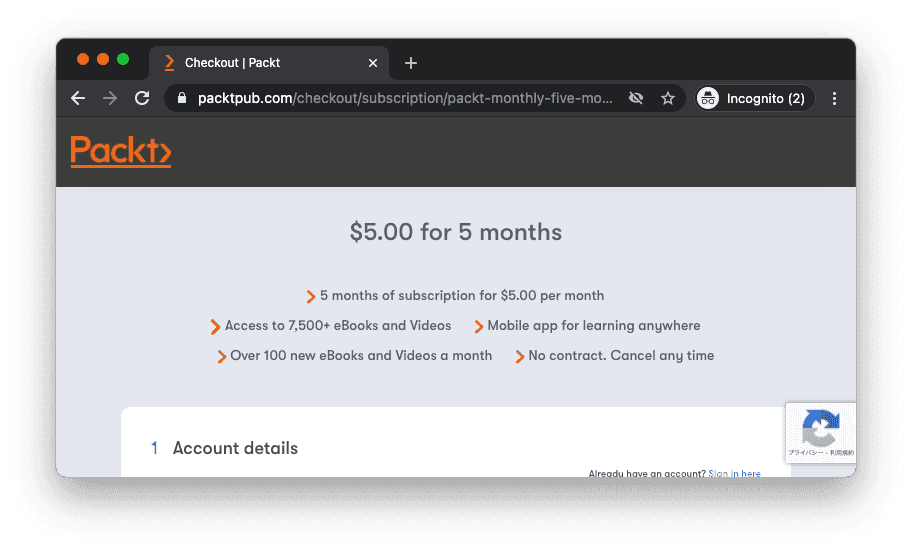 Checkout | Packt
packtpub.com/checkout/subscription/packt-monthly-five-mo...
Incognito (2)
Packt
$5.00 for 5 months
5 months of subscription for $5.00 per month
Access to 7,500+ eBooks and Videos
Mobile app for learning anywhere
Over 100 new eBooks and Videos a month
No contract. Cancel any time
1 Account details
プライバシー - 利用規約
Already have an account? Sign in here